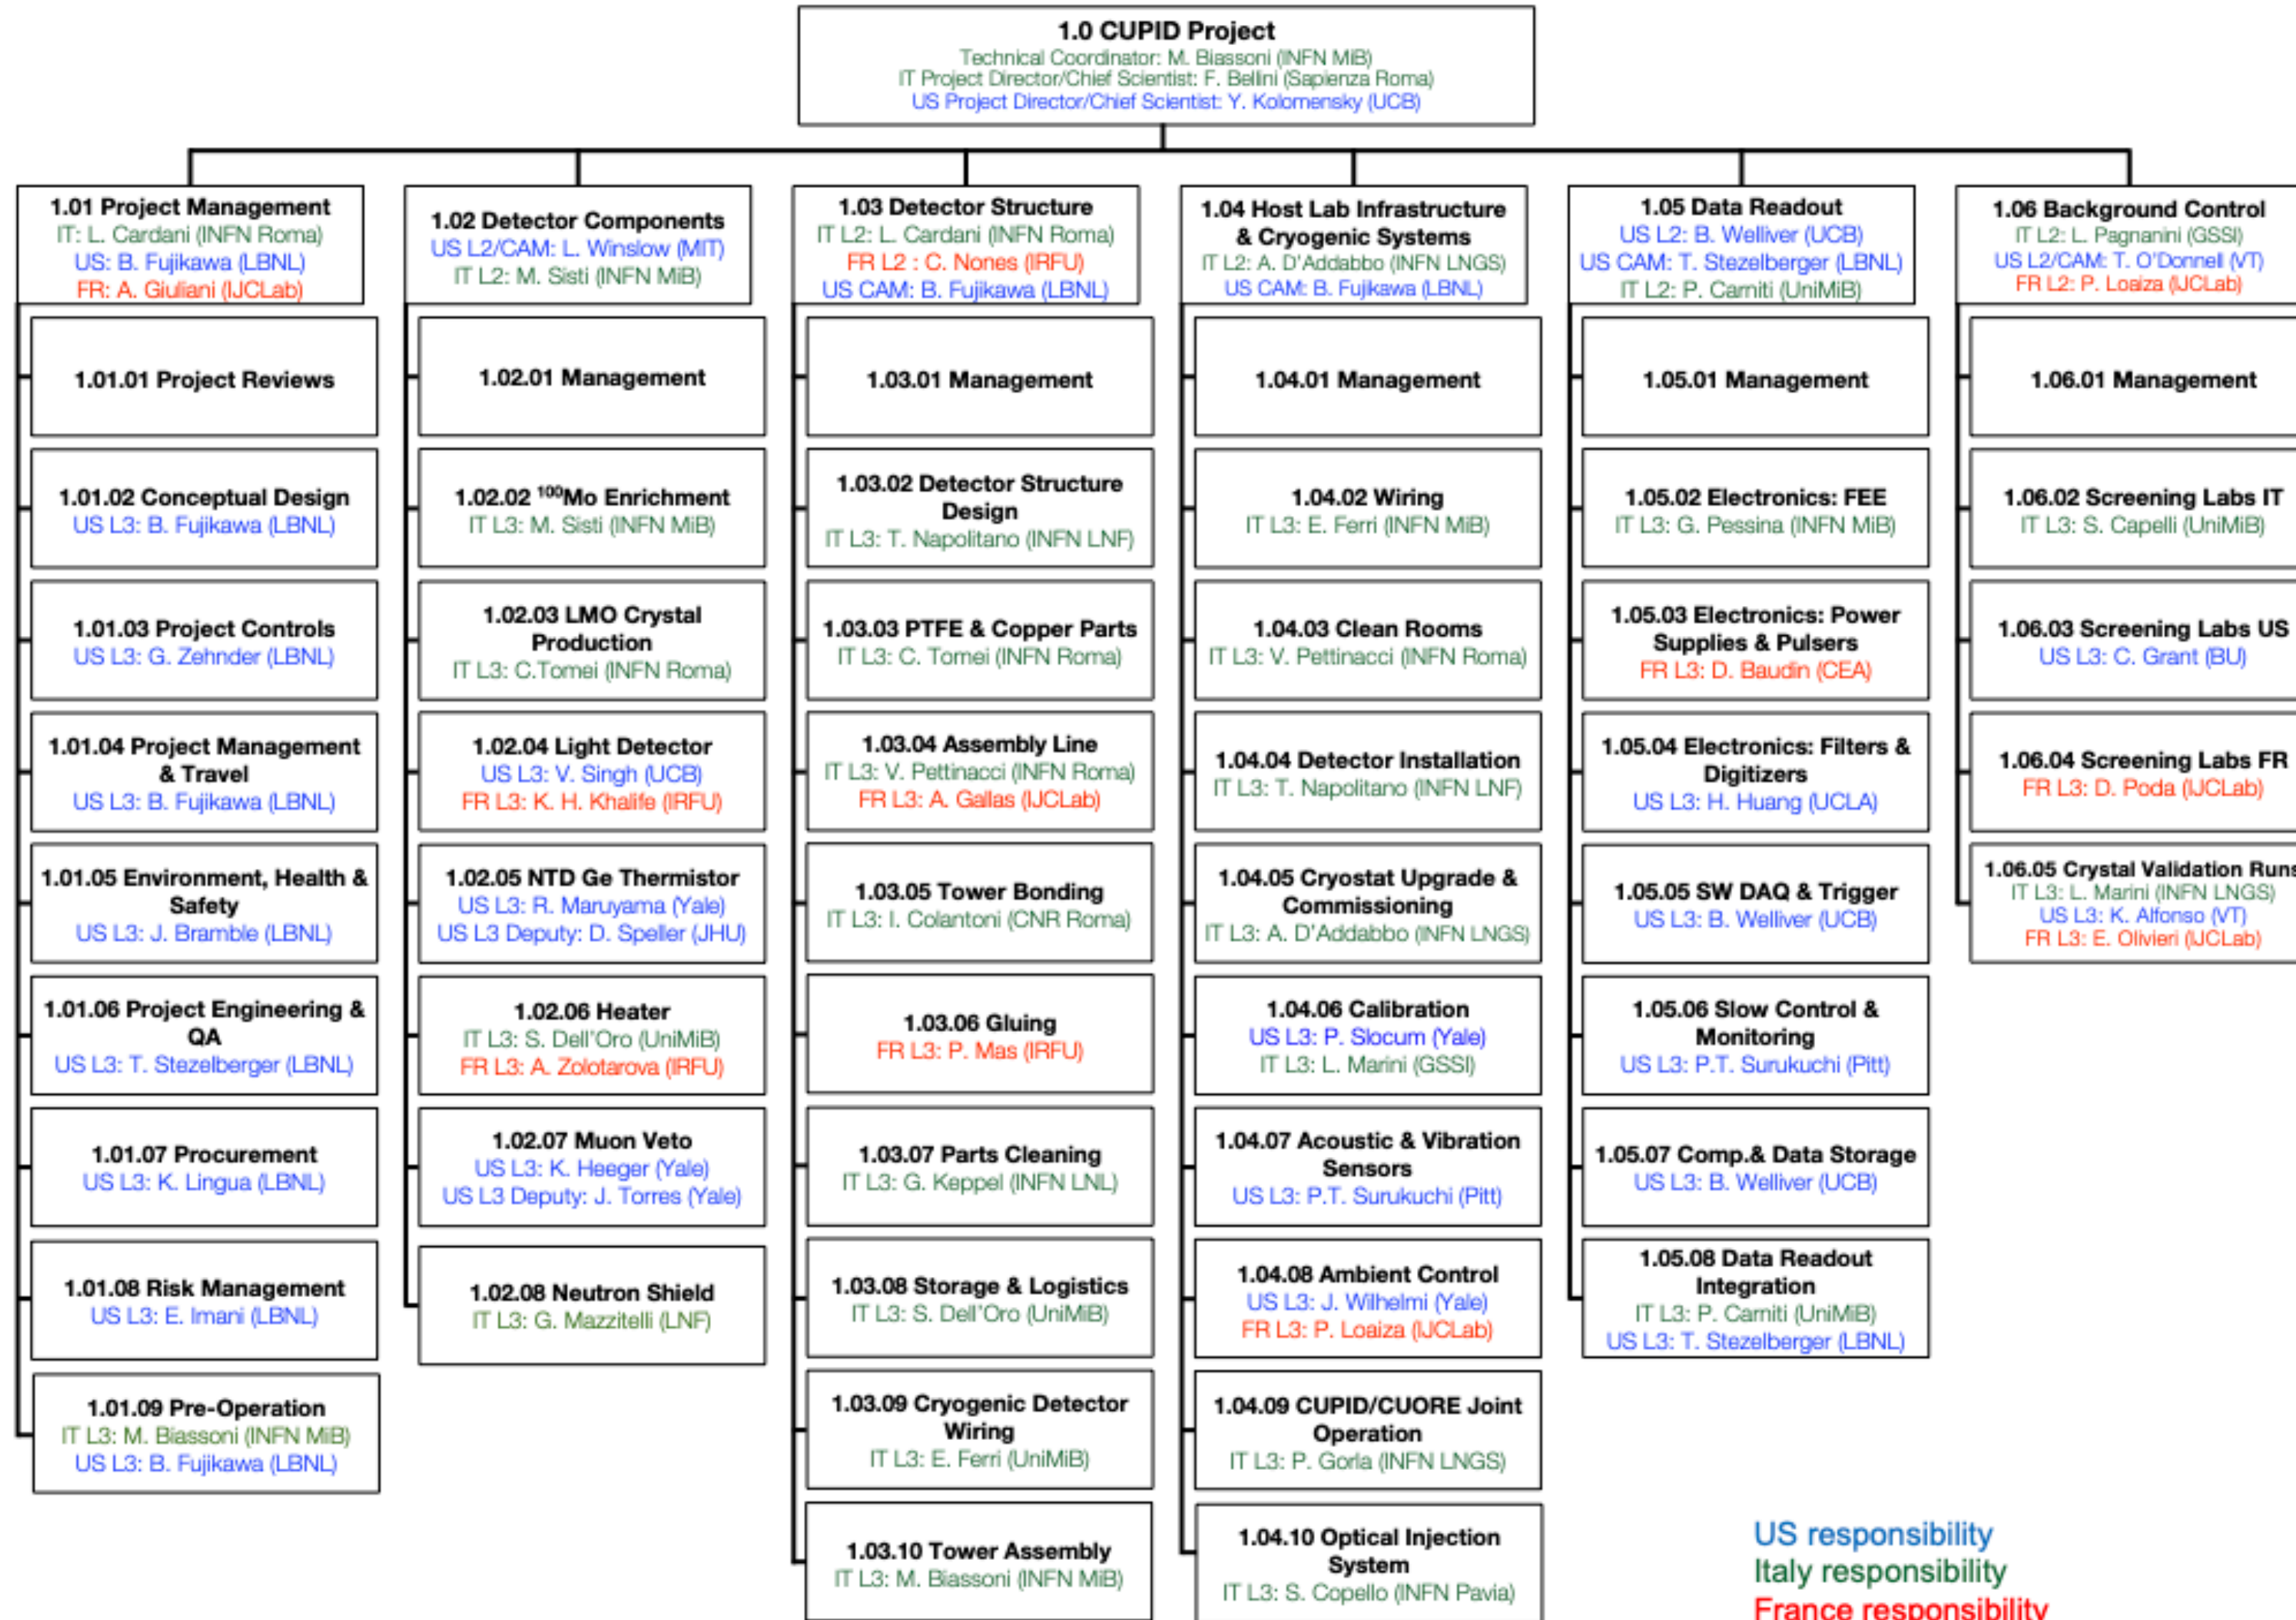 1.0 CUPID Project
Technical Coordinator: M. Biassoni (INFN MiB)
IT Project Director/Chief Scientist: F. Bellini (Sapienza Roma)
US Project Director/Chief Scientist: Y. Kolomensky (UCB)
1.01 Project Management
IT: L. Cardani (INFN Roma)
US: B. Fujikawa (LBNL)
FR: A. Giuliani (IJCLab)
1.01.01 Project Reviews
1.01.02 Conceptual Design
US L3: B. Fujikawa (LBNL)
1.01.03 Project Controls
US L3: G. Zehnder (LBNL)
1.01.04 Project Management
& Travel
US L3: B. Fujikawa (LBNL)
1.01.05 Environment, Health &
Safety
US L3: J. Bramble (LBNL)
1.01.06 Project Engineering &
QA
US L3: T. Stezelberger (LBNL)
1.01.07 Procurement
US L3: K. Lingua (LBNL)
1.01.08 Risk Management
US L3: E. Imani (LBNL)
1.01.09 Pre-Operation
IT L3: M. Biassoni (INFN MiB)
US L3: B. Fujikawa (LBNL)
1.02 Detector Components
US L2/CAM: L. Winslow (MIT)
IT L2: M. Sisti (INFN MiB)
1.02.01 Management
1.02.02 ¹⁰⁰Mo Enrichment
IT L3: M. Sisti (INFN MiB)
1.02.03 LMO Crystal
Production
IT L3: C.Tomei (INFN Roma)
1.02.04 Light Detector
US L3: V. Singh (UCB)
FR L3: K. H. Khalife (IRFU)
1.02.05 NTD Ge Thermistor
US L3: R. Maruyama (Yale)
US L3 Deputy: D. Speller (JHU)
1.02.06 Heater
IT L3: S. Dell'Oro (UniMiB)
FR L3: A. Zolotarova (IRFU)
1.02.07 Muon Veto
US L3: K. Heeger (Yale)
US L3 Deputy: J. Torres (Yale)
1.02.08 Neutron Shield
IT L3: G. Mazzitelli (LNF)
1.03 Detector Structure
IT L2: L. Cardani (INFN Roma)
FR L2 : C. Nones (IRFU)
US CAM: B. Fujikawa (LBNL)
1.03.01 Management
1.03.02 Detector Structure
Design
IT L3: T. Napolitano (INFN LNF)
1.03.03 PTFE & Copper Parts
IT L3: C. Tomei (INFN Roma)
1.03.04 Assembly Line
IT L3: V. Pettinacci (INFN Roma)
FR L3: A. Gallas (IJCLab)
1.03.05 Tower Bonding
IT L3: I. Colantoni (CNR Roma)
1.03.06 Gluing
FR L3: P. Mas (IRFU)
1.03.07 Parts Cleaning
IT L3: G. Keppel (INFN LNL)
1.03.08 Storage & Logistics
IT L3: S. Dell'Oro (UniMiB)
1.03.09 Cryogenic Detector
Wiring
IT L3: E. Ferri (UniMiB)
1.03.10 Tower Assembly
IT L3: M. Biassoni (INFN MiB)
1.04 Host Lab Infrastructure
& Cryogenic Systems
IT L2: A. D'Addabbo (INFN LNGS)
US CAM: B. Fujikawa (LBNL)
1.04.01 Management
1.04.02 Wiring
IT L3: E. Ferri (INFN MiB)
1.04.03 Clean Rooms
IT L3: V. Pettinacci (INFN Roma)
1.04.04 Detector Installation
IT L3: T. Napolitano (INFN LNF)
1.04.05 Cryostat Upgrade &
Commissioning
IT L3: A. D'Addabbo (INFN LNGS)
1.04.06 Calibration
US L3: P. Slocum (Yale)
IT L3: L. Marini (GSSI)
1.04.07 Acoustic & Vibration
Sensors
US L3: P.T. Surukuchi (Pitt)
1.04.08 Ambient Control
US L3: J. Wilhelmi (Yale)
FR L3: P. Loaiza (IJCLab)
1.04.09 CUPID/CUORE Joint
Operation
IT L3: P. Gorla (INFN LNGS)
1.04.10 Optical Injection
System
IT L3: S. Copello (INFN Pavia)
1.05 Data Readout
US L2: B. Welliver (UCB)
US CAM: T. Stezelberger (LBNL)
IT L2: P. Carniti (UniMiB)
1.05.01 Management
1.05.02 Electronics: FEE
IT L3: G. Pessina (INFN MiB)
1.05.03 Electronics: Power
Supplies & Pulsers
FR L3: D. Baudin (CEA)
1.05.04 Electronics: Filters &
Digitizers
US L3: H. Huang (UCLA)
1.05.05 SW DAQ & Trigger
US L3: B. Welliver (UCB)
1.05.06 Slow Control &
Monitoring
US L3: P.T. Surukuchi (Pitt)
1.05.07 Comp.& Data Storage
US L3: B. Welliver (UCB)
1.05.08 Data Readout
Integration
IT L3: P. Carniti (UniMiB)
US L3: T. Stezelberger (LBNL)
1.06 Background Control
IT L2: L. Pagnanini (GSSI)
US L2/CAM: T. O'Donnell (VT)
FR L2: P. Loaiza (IJCLab)
1.06.01 Management
1.06.02 Screening Labs IT
IT L3: S. Capelli (UniMiB)
1.06.03 Screening Labs US
US L3: C. Grant (BU)
1.06.04 Screening Labs FR
FR L3: D. Poda (IJCLab)
1.06.05 Crystal Validation Runs
IT L3: L. Marini (INFN LNGS)
US L3: K. Alfonso (VT)
FR L3: E. Olivieri (IJCLab)
US responsibility
Italy responsibility
France responsibility